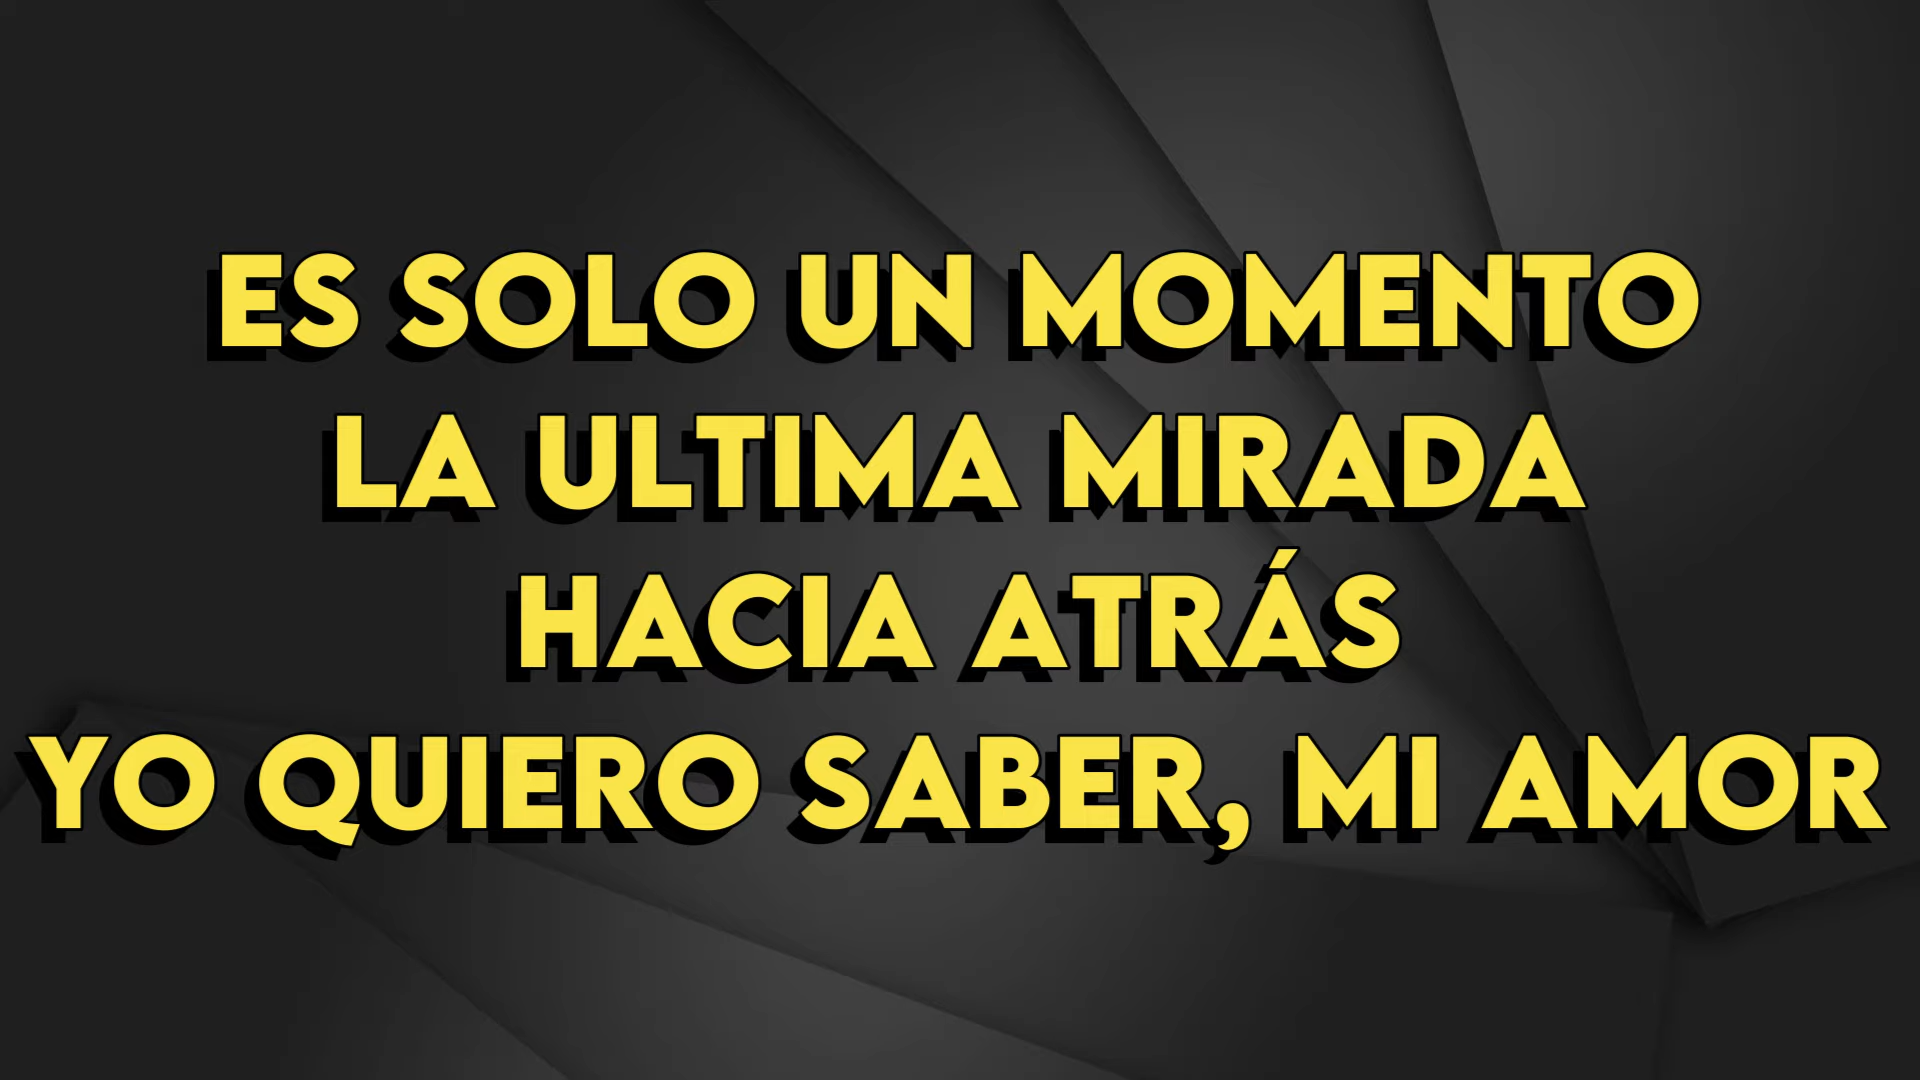 ES SOLO UN MOMENTO
LA ULTIMA MIRADA
HACIA ATRÁS
YO QUIERO SABER, MI AMOR